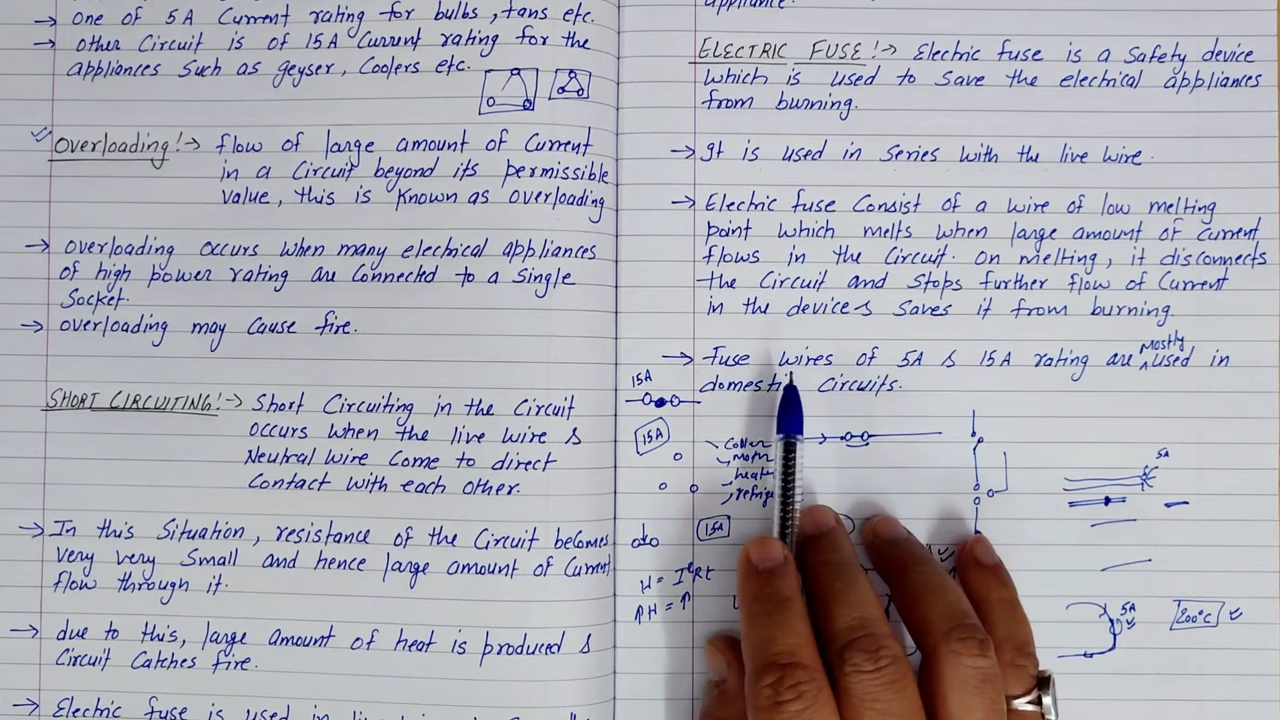 one of 5A Current rating for bulbs, fans etc.
→ other Circuit is of 15A Current rating for the
appliances Such as geyser, Coolers etc.
Overloading!→ flow of large amount of Current
in a Circuit beyond its permissible
value, this is known as overloading
→ overloading occurs when many electrical appliances
of high power rating are Connected to a Single
Socket.
→ overloading may Cause fire.
SHORT CIRCUITING!→ Short Circuiting in the Circuit
occurs when the live wire &
Neutral wire Come to direct
Contact with each other.
→ In this Situation, resistance of the Circuit becomes
very very Small and hence large amount of Current
flow through it.
→ due to this, large amount of heat is produced &
Circuit Catches fire.
→ Electric fuse is used in
appliance.
ELECTRIC FUSE!→ Electric fuse is a Safety device
which is used to Save the electrical appliances
from burning.
→ It is used in Series with the live wire.
→ Electric fuse Consist of a wire of low melting
point which melts when large amount of Current
flows in the Circuit. On melting, it disconnects
the Circuit and Stops further flow of Current
in the device & Saves it from burning.
→ Fuse wires of 5A & 15A rating are mostly used in
domesti Circuits.
15A
15A
heate
refrige
15A
H = I²Rt
↑H = ↑
5A
5A
200°C